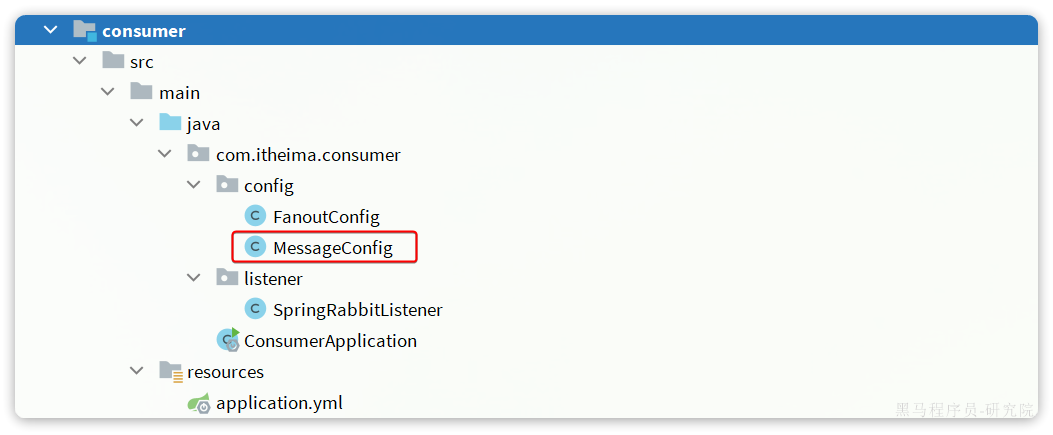 consumer
src
main
java
com.itheima.consumer
config
C FanoutConfig
C MessageConfig
listener
C SpringRabbitListener
C ConsumerApplication
resources
application.yml
黑马程序员-研究院